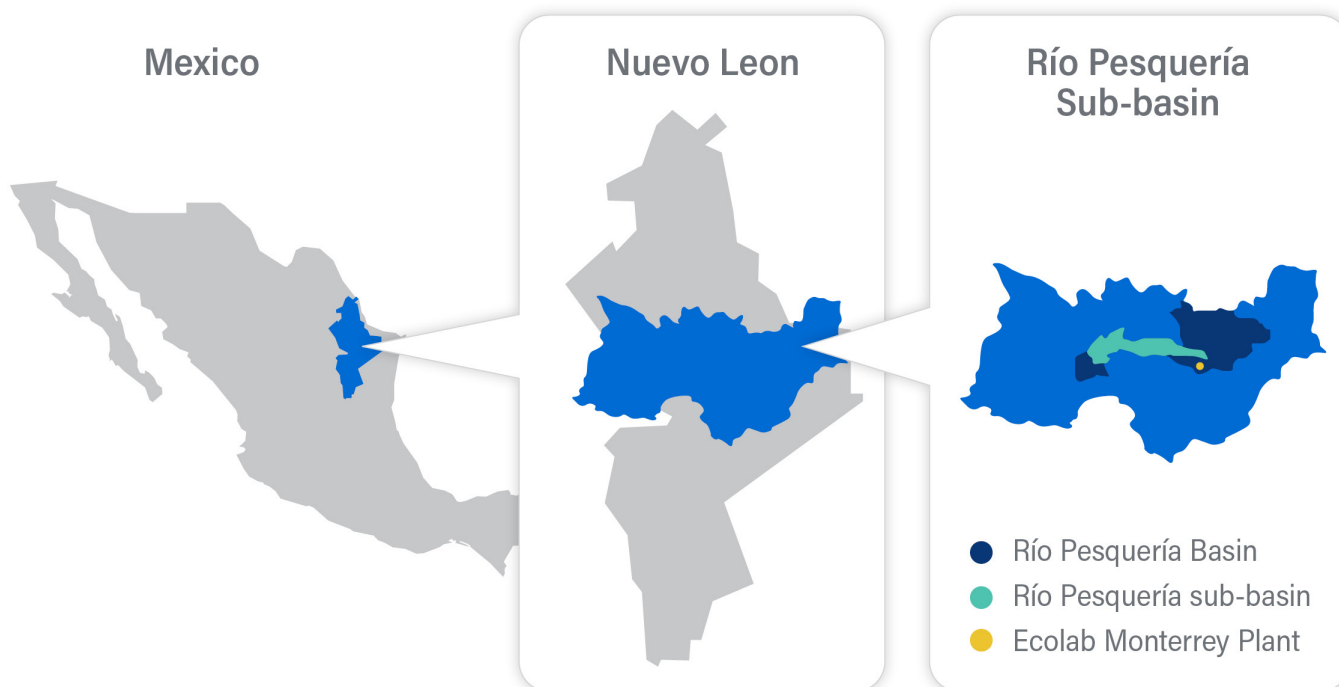 Mexico
Nuevo Leon
Río Pesquería
Sub-basin
Río Pesquería Basin
Río Pesquería sub-basin
Ecolab Monterrey Plant